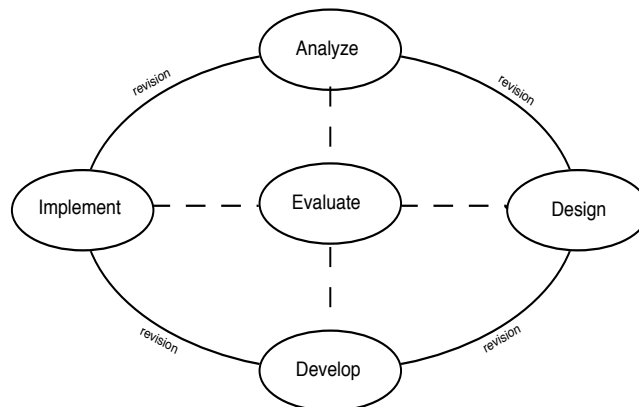 Analyze
revision
revision
Implement
Evaluate
Design
revision
revision
Develop